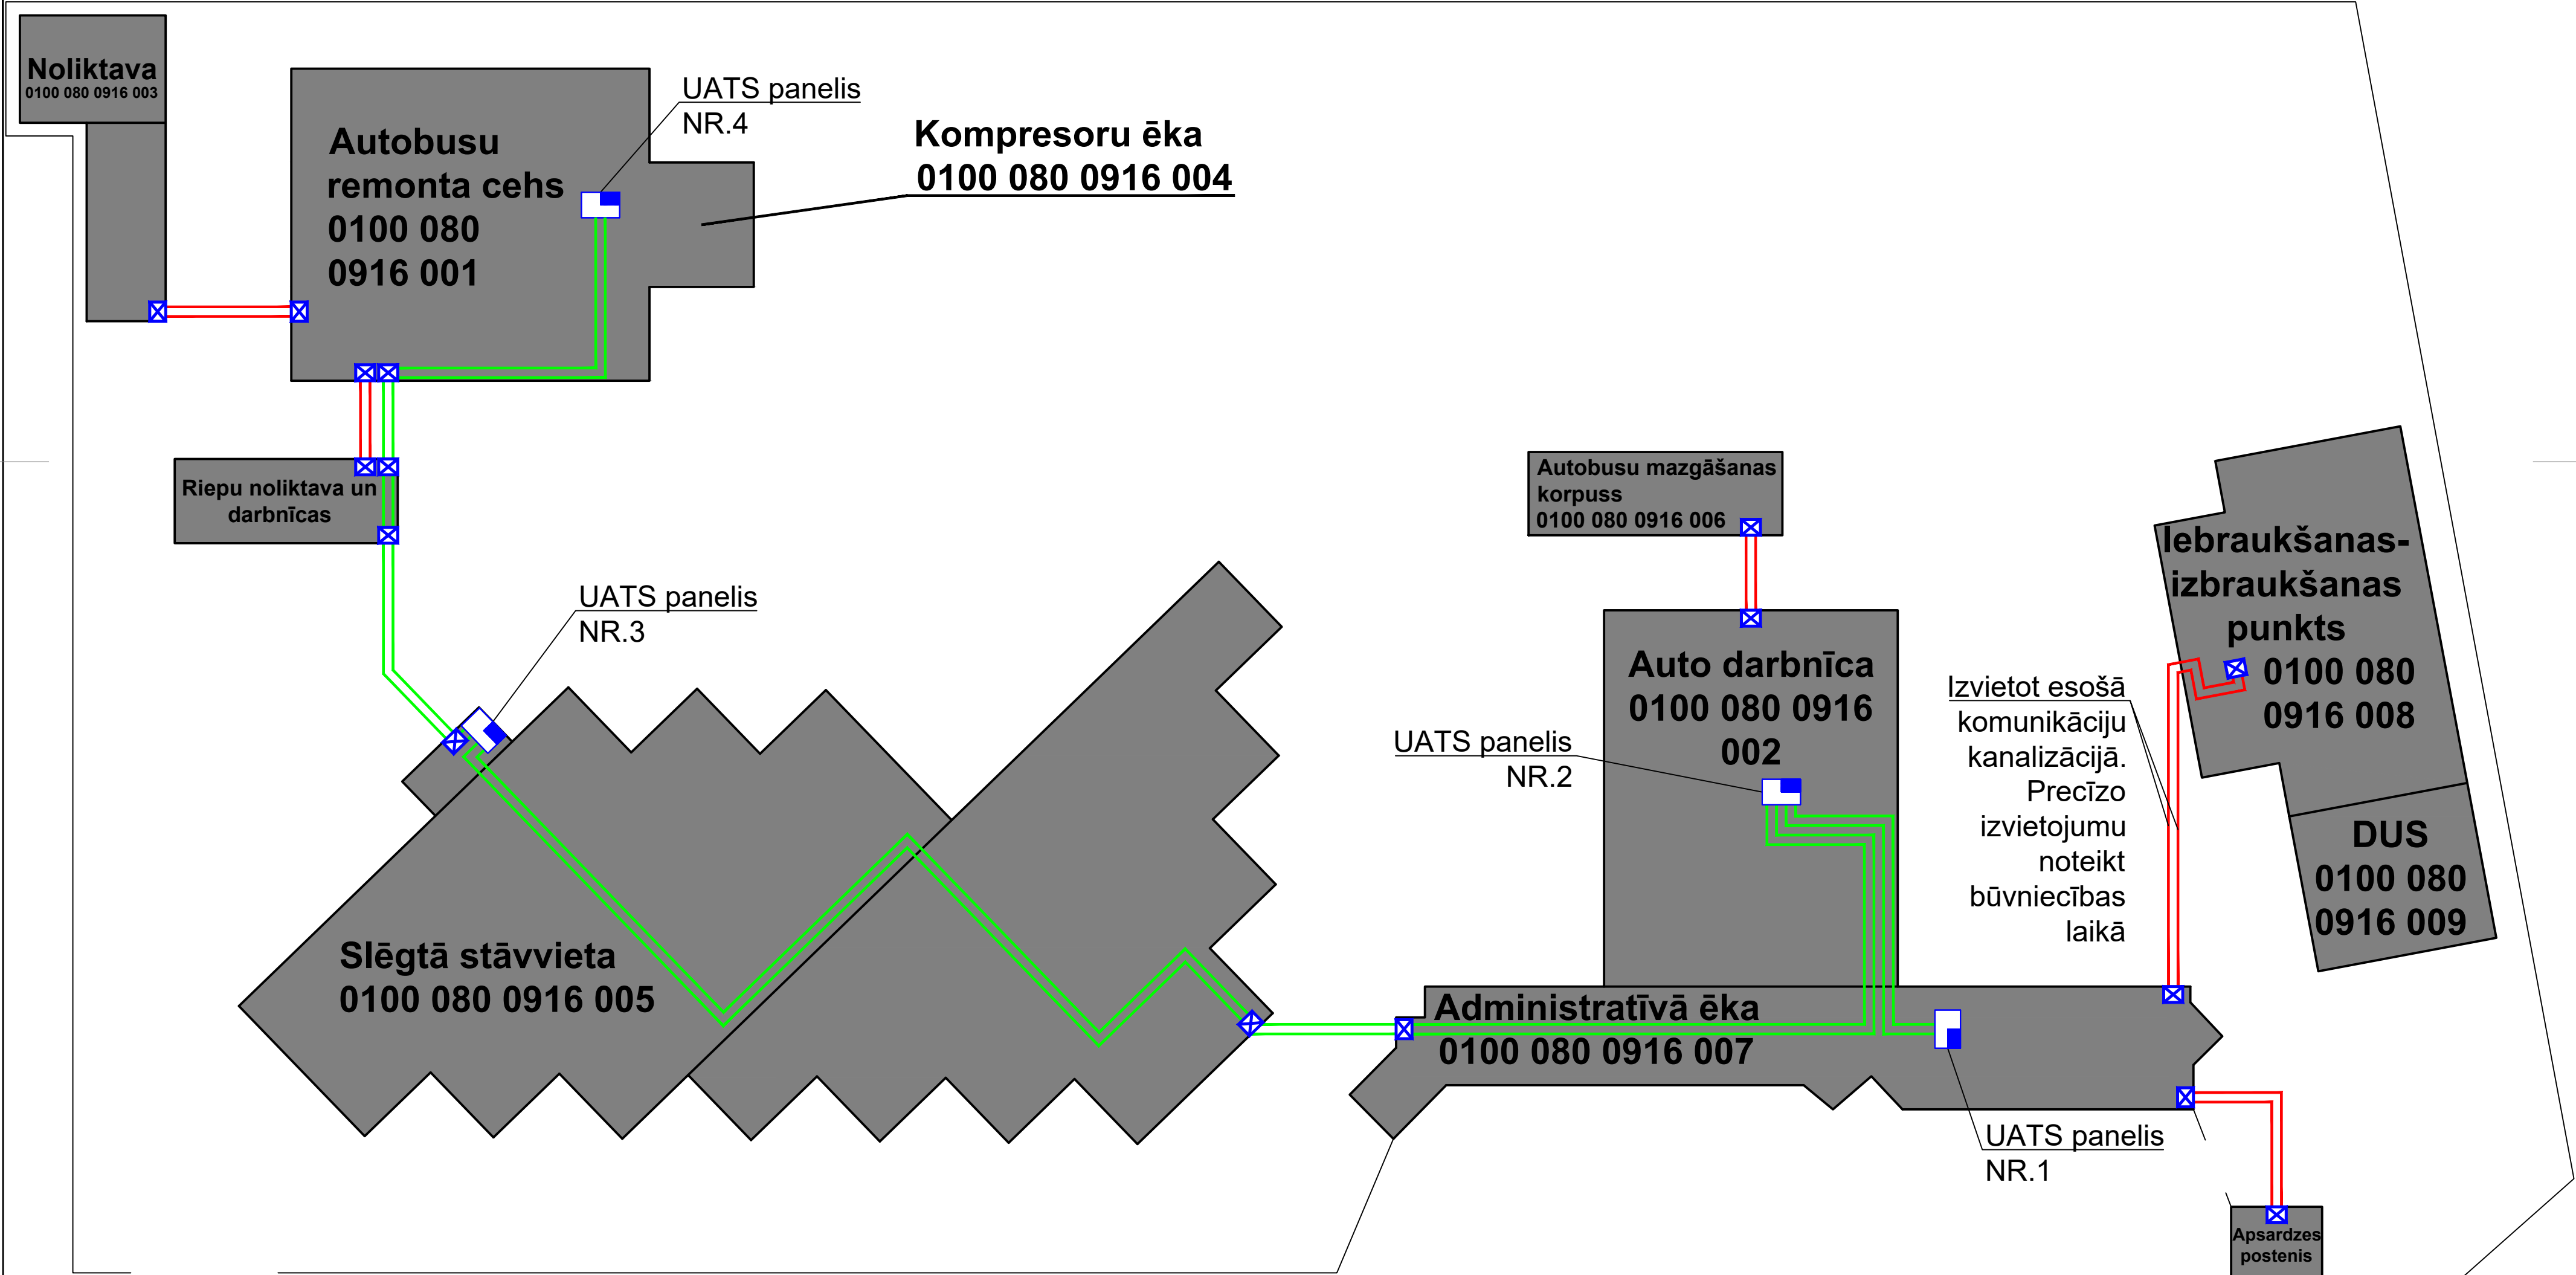 Noliktava
0100 080 0916 003
Autobusu
remonta cehs
0100 080
0916 001
UATS panelis
NR.4
Kompresoru ēka
0100 080 0916 004
Riepu noliktava un
darbnīcas
UATS panelis
NR.3
Slēgtā stāvvieta
0100 080 0916 005
Autobusu mazgāšanas
korpuss
0100 080 0916 006
Auto darbnīca
0100 080 0916
002
UATS panelis
NR.2
Izvietot esošā
komunikāciju
kanalizācijā.
Precīzo
izvietojumu
noteikt
būvniecības
laikā
Iebraukšanas-
izbraukšanas
punkts
0100 080
0916 008
DUS
0100 080
0916 009
Administratīvā ēka
0100 080 0916 007
UATS panelis
NR.1
Apsardzes
postenis